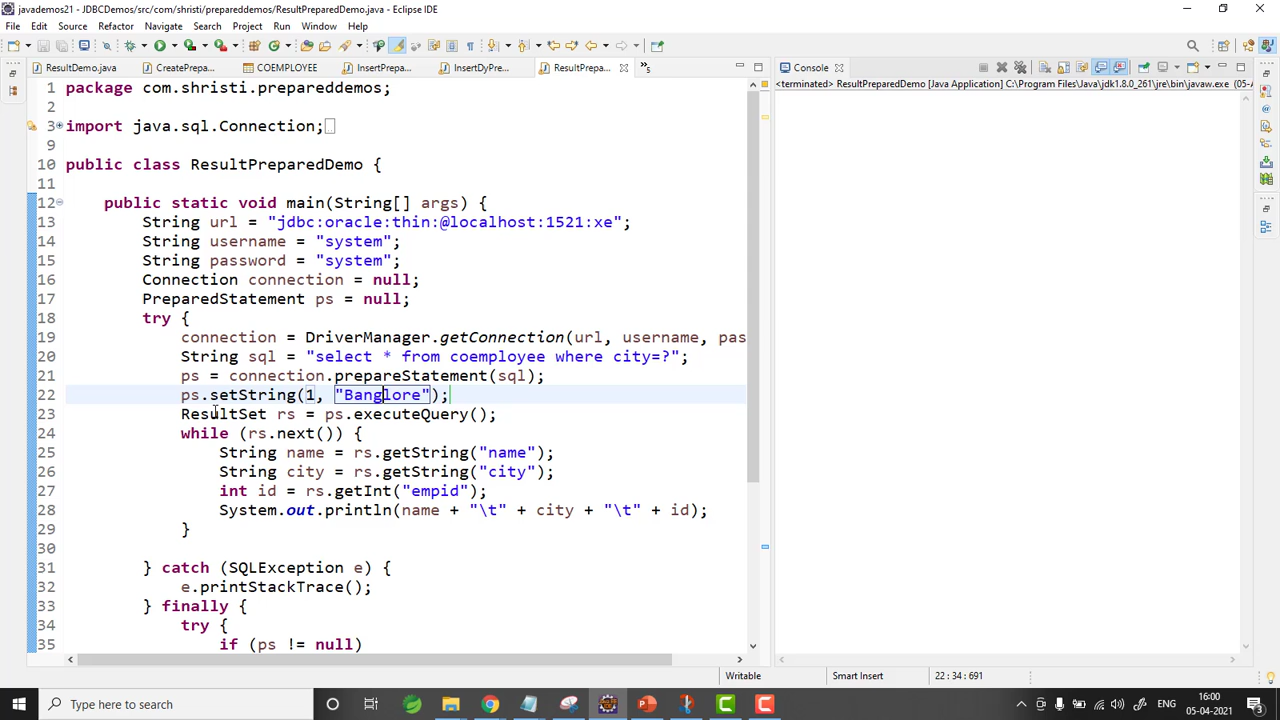 javademos21 - JDBCDemos/src/com/shristi/prepareddemos/ResultPreparedDemo.java - Eclipse IDE
File Edit Source Refactor Navigate Search Project Run Window Help
ResultDemo.java CreatePrepa... COEMPLOYEE InsertPrepa... InsertDyPre... ResultPrepa... »5 Console
<terminated> ResultPreparedDemo [Java Application] C:\Program Files\Java\jdk1.8.0_261\jre\bin\javaw.exe (05-A
1 package com.shristi.prepareddemos;
2
3 import java.sql.Connection;
9
10 public class ResultPreparedDemo {
11
12 public static void main(String[] args) {
13 String url = "jdbc:oracle:thin:@localhost:1521:xe";
14 String username = "system";
15 String password = "system";
16 Connection connection = null;
17 PreparedStatement ps = null;
18 try {
19 connection = DriverManager.getConnection(url, username, pas
20 String sql = "select * from coemployee where city=?";
21 ps = connection.prepareStatement(sql);
22 ps.setString(1, "Banglore");
23 ResultSet rs = ps.executeQuery();
24 while (rs.next()) {
25 String name = rs.getString("name");
26 String city = rs.getString("city");
27 int id = rs.getInt("empid");
28 System.out.println(name + "\t" + city + "\t" + id);
29 }
30
31 } catch (SQLException e) {
32 e.printStackTrace();
33 } finally {
34 try {
35 if (ps != null)
Writable Smart Insert 22 : 34 : 691
Type here to search
ENG 16:00
05-04-2021 3